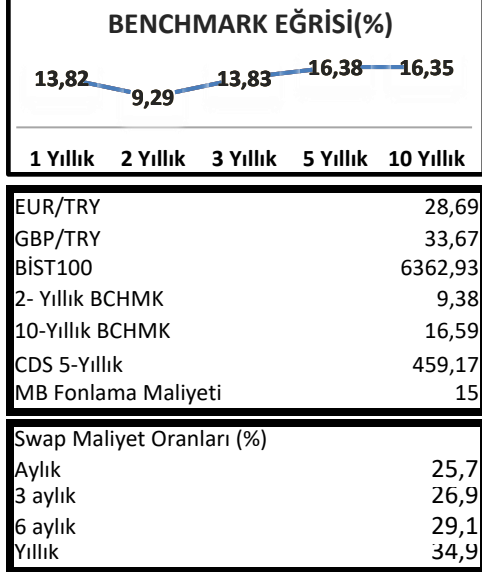 BENCHMARK EĞRİSİ(%)
13,82 9,29 13,83 16,38 16,35
1 Yıllık 2 Yıllık 3 Yıllık 5 Yıllık 10 Yıllık
EUR/TRY 28,69
GBP/TRY 33,67
BİST100 6362,93
2- Yıllık BCHMK 9,38
10-Yıllık BCHMK 16,59
CDS 5-Yıllık 459,17
MB Fonlama Maliyeti 15
Swap Maliyet Oranları (%)
Aylık 25,7
3 aylık 26,9
6 aylık 29,1
Yıllık 34,9